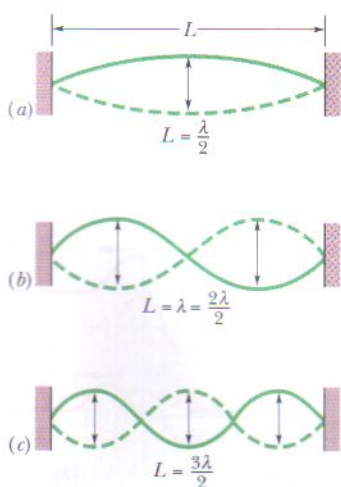 L
(a)
L = λ/2
(b)
L = λ = 2λ/2
(c)
L = 3λ/2